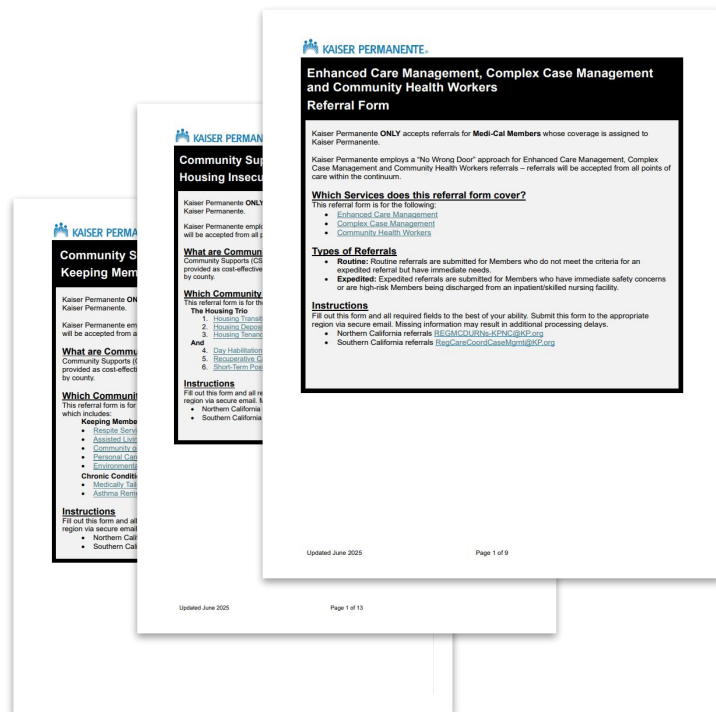 KAISER PERMANENTE®
Enhanced Care Management, Complex Case Management
and Community Health Workers
Referral Form
Kaiser Permanente ONLY accepts referrals for Medi-Cal Members whose coverage is assigned to
Kaiser Permanente.
Kaiser Permanente employs a “No Wrong Door” approach for Enhanced Care Management, Complex
Case Management and Community Health Workers referrals – referrals will be accepted from all points of
care within the continuum.
Which Services does this referral form cover?
This referral form is for the following:
• Enhanced Care Management
• Complex Case Management
• Community Health Workers
Types of Referrals
• Routine: Routine referrals are submitted for Members who do not meet the criteria for an
expedited referral but have immediate needs.
• Expedited: Expedited referrals are submitted for Members who have immediate safety concerns
or are high-risk Members being discharged from an inpatient/skilled nursing facility.
Instructions
Fill out this form and all required fields to the best of your ability. Submit this form to the appropriate
region via secure email. Missing information may result in additional processing delays.
• Northern California referrals REGMCDURNs-KPNC@KP.org
• Southern California referrals RegCareCoordCaseMgmt@KP.org
Updated June 2025 Page 1 of 9
KAISER PERMAN
Community Sup
Housing Insecu
Kaiser Permanente ONLY
Kaiser Permanente.
Kaiser Permanente emplo
will be accepted from all p
What are Commun
Community Supports (CS
provided as cost-effective
by county.
Which Community
This referral form is for th
The Housing Trio
1. Housing Transit
2. Housing Deposi
3. Housing Tenanc
And
4. Day Habilitation
5. Recuperative Ca
6. Short-Term Pos
Instructions
Fill out this form and all re
region via secure email. M
• Northern California
• Southern California
Updated June 2025 Page 1 of 13
KAISER PERMA
Community S
Keeping Mem
Kaiser Permanente ON
Kaiser Permanente.
Kaiser Permanente em
will be accepted from a
What are Commu
Community Supports (C
provided as cost-effecti
by county.
Which Communit
This referral form is for
which includes:
Keeping Membe
• Respite Servi
• Assisted Livin
• Community o
• Personal Care
• Environmenta
Chronic Conditi
• Medically Tail
• Asthma Reme
Instructions
Fill out this form and all
region via secure email
• Northern Calif
• Southern Cali